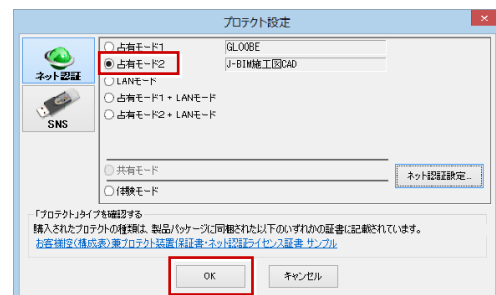 プロテクト設定
×
ネット認証
SNS
占有モード1 GLOOBE
占有モード2 J-BIM施工図CAD
LANモード
占有モード1 + LANモード
占有モード2 + LANモード
共有モード
ネット認証設定...
体験モード
「プロテクト」タイプを確認する
購入されたプロテクトの種類は、製品パッケージに同梱された以下のいずれかの証書に記載されています。
お客様控(構成表)兼プロテクト装置保証書・ネット認証ライセンス証書 サンプル
OK キャンセル